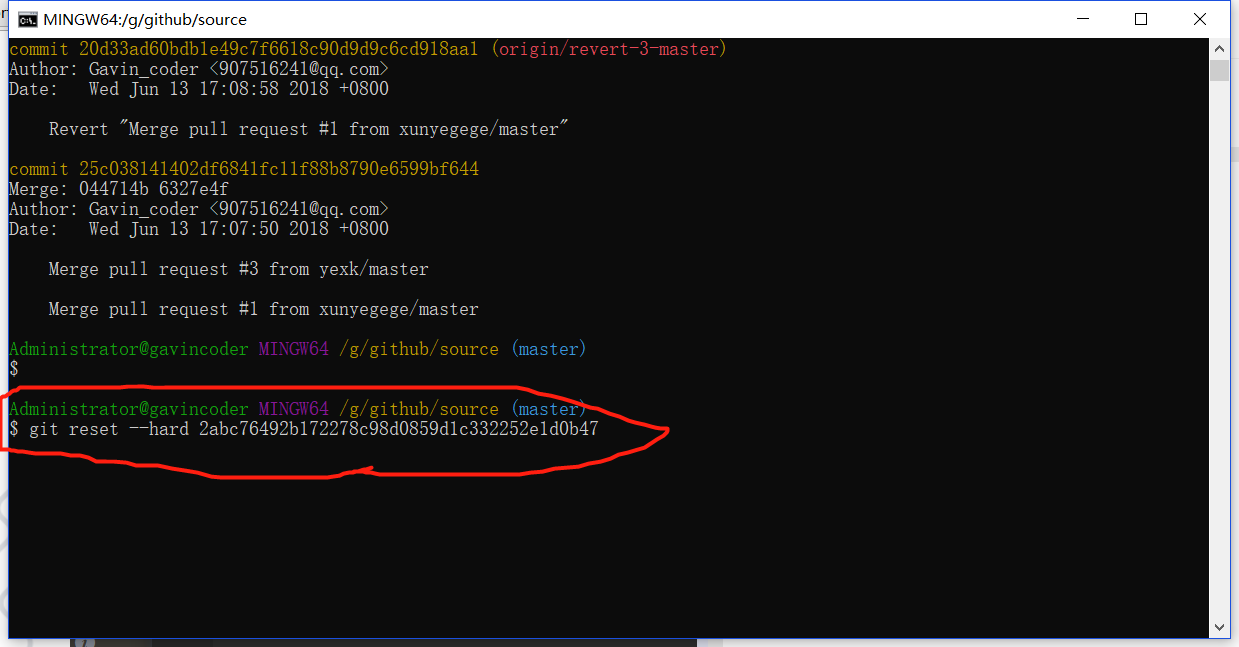 MINGW64:/g/github/source
commit 20d33ad60bdb1e49c7f6618c90d9d9c6cd918aa1 (origin/revert-3-master)
Author: Gavin_coder <907516241@qq.com>
Date:   Wed Jun 13 17:08:58 2018 +0800
Revert "Merge pull request #1 from xunyegege/master"
commit 25c038141402df6841fc11f88b8790e6599bf644
Merge: 044714b 6327e4f
Author: Gavin_coder <907516241@qq.com>
Date:   Wed Jun 13 17:07:50 2018 +0800
Merge pull request #3 from yexk/master
Merge pull request #1 from xunyegege/master
Administrator@gavincoder MINGW64 /g/github/source (master)
$
Administrator@gavincoder MINGW64 /g/github/source (master)
$ git reset --hard 2abc76492b172278c98d0859d1c332252e1d0b47